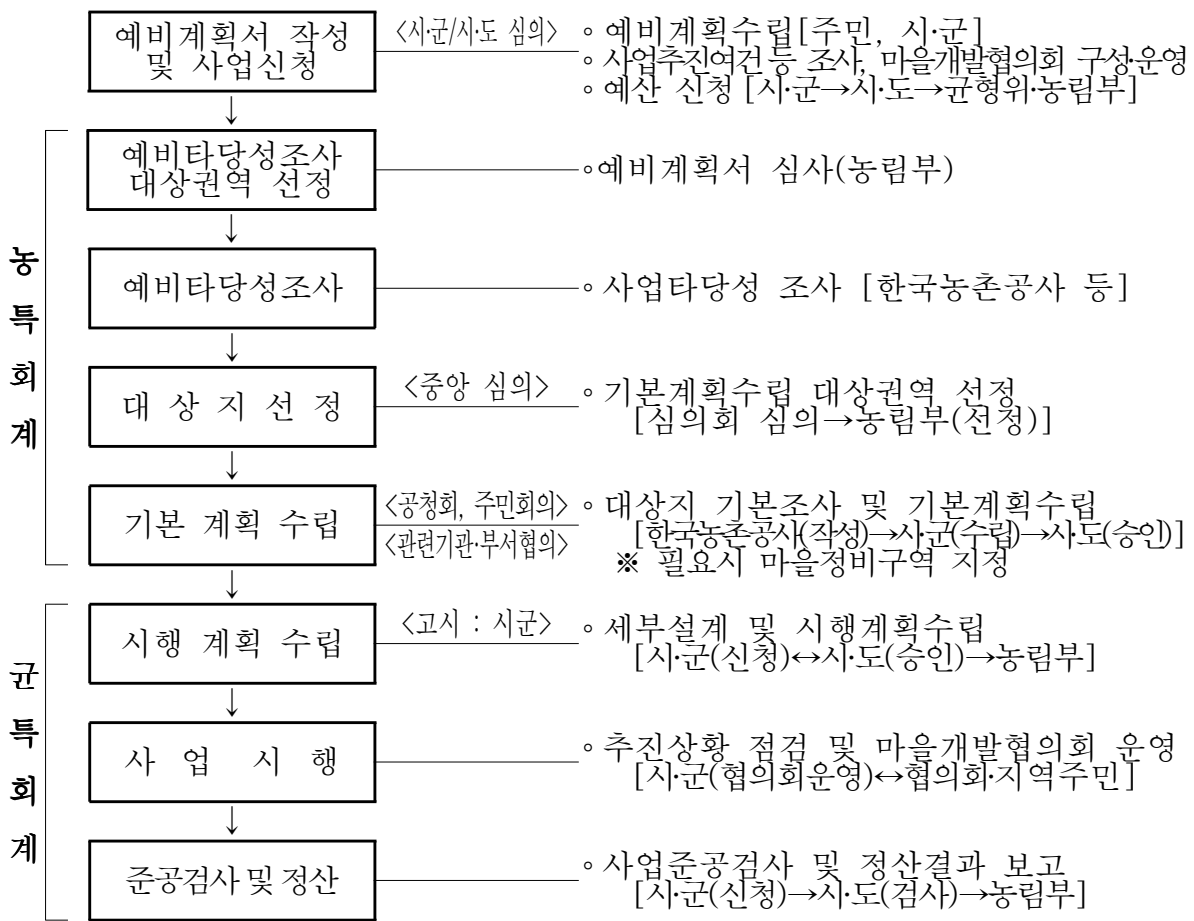 예비계획서 작성
및 사업신청
<시·군/시·도 심의>
◦ 예비계획수립[주민, 시·군]
◦ 사업추진여건 등 조사, 마을개발협의회 구성·운영
◦ 예산 신청 [시·군→시·도→균형위·농림부]
농특회계
예비타당성조사
대상권역 선정
◦예비계획서 심사(농림부)
예비타당성조사
◦ 사업타당성 조사 [한국농촌공사 등]
대 상 지 선 정
<중앙 심의>
◦ 기본계획수립 대상권역 선정
[심의회 심의→농림부(선정)]
기본 계획 수립
<공청회, 주민회의>
<관련기관·부서협의>
◦ 대상지 기본조사 및 기본계획수립
[한국농촌공사(작성)→시·군(수립)→시·도(승인)]
※ 필요시 마을정비구역 지정
균특회계
시행 계획 수립
<고시 : 시군>
◦ 세부설계 및 시행계획수립
[시·군(신청)↔시·도(승인)→농림부]
사 업 시 행
◦ 추진상황 점검 및 마을개발협의회 운영
[시·군(협의회운영)↔협의회·지역주민]
준공검사 및 정산
◦ 사업준공검사 및 정산결과 보고
[시·군(신청)→시·도(검사)→농림부]